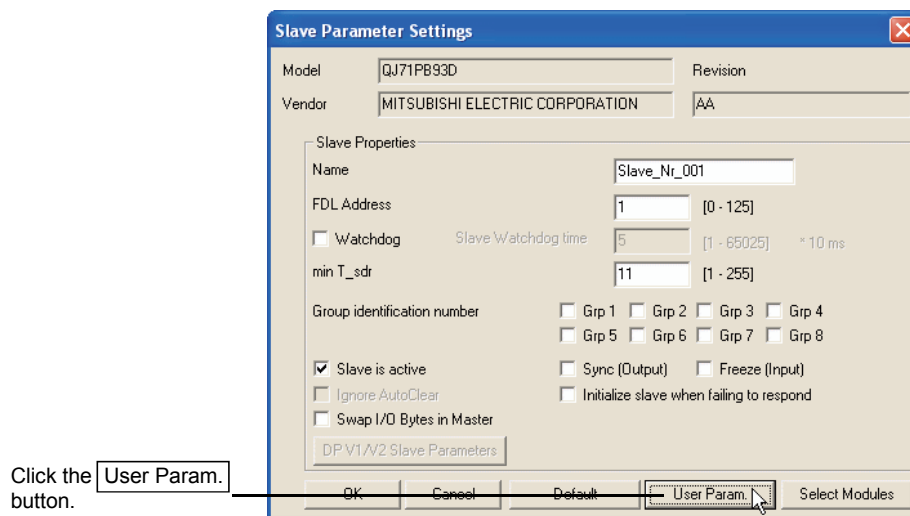 Slave Parameter Settings
Model QJ71PB93D Revision
Vendor MITSUBISHI ELECTRIC CORPORATION AA
Slave Properties
Name Slave_Nr_001
FDL Address 1 [0 - 125]
Watchdog Slave Watchdog time 5 [1 - 65025] * 10 ms
min T_sdr 11 [1 - 255]
Group identification number Grp 1 Grp 2 Grp 3 Grp 4
Grp 5 Grp 6 Grp 7 Grp 8
Slave is active Sync (Output) Freeze (Input)
Ignore AutoClear Initialize slave when failing to respond
Swap I/O Bytes in Master
DP V1/V2 Slave Parameters
Click the User Param.
button.
OK Cancel Default User Param. Select Modules